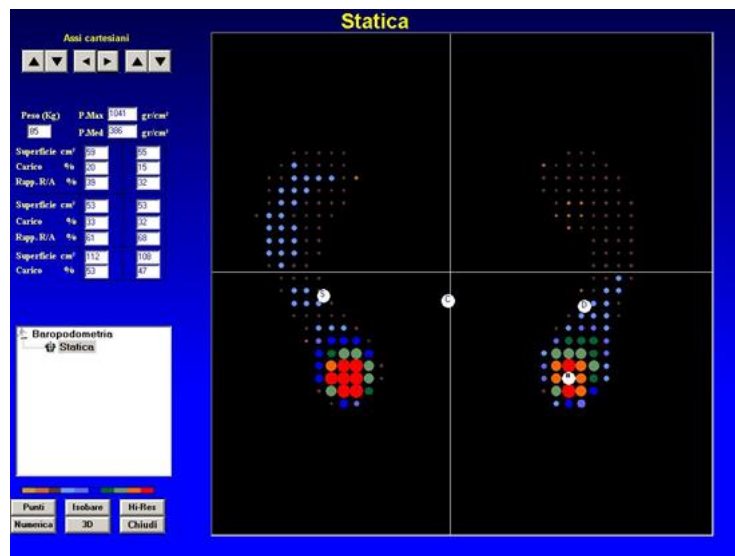 Statica
Assi cartesiani
Peso (Kg) P.Max 1041 gr/cm²
85 P.Med 386 gr/cm²
Superficie cm² 59 55
Carico % 20 15
Rapp.R/A % 39 32
Superficie cm² 53 53
Carico % 33 32
Rapp.R/A % 61 68
Superficie cm² 112 108
Carico % 53 47
S C D
Baropodometria
Statica
Punti Isobare Hi-Res
Numerica 3D Chiudi